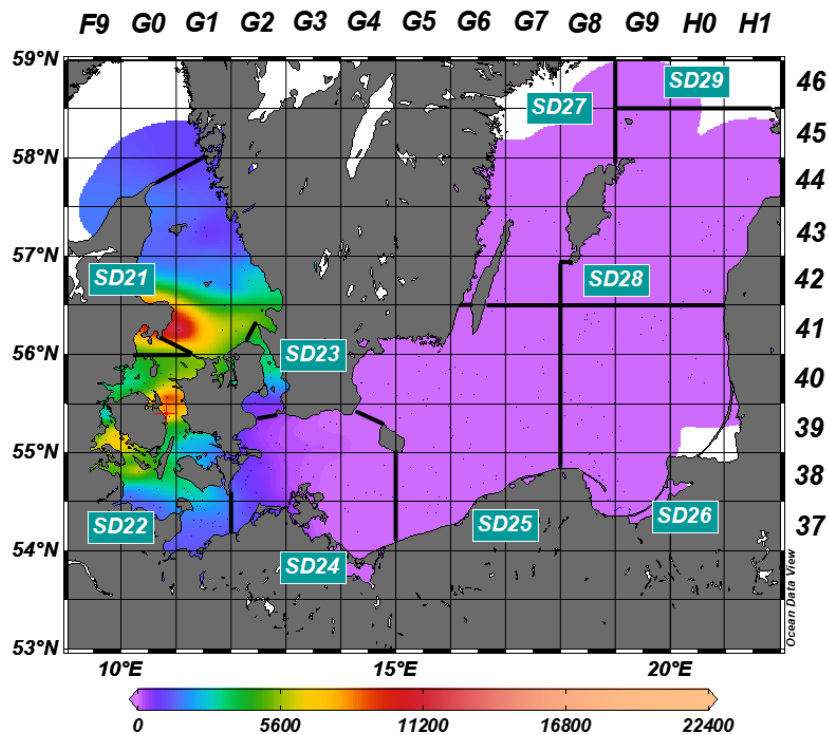 F9 G0 G1 G2 G3 G4 G5 G6 G7 G8 G9 H0 H1
59°N
SD29
46
SD27
45
58°N
44
57°N
43
SD21
SD28
42
56°N
SD23
41
40
55°N
39
38
SD22
SD25
SD26
37
54°N
SD24
53°N
Ocean Data View
10°E 15°E 20°E
0 5600 11200 16800 22400